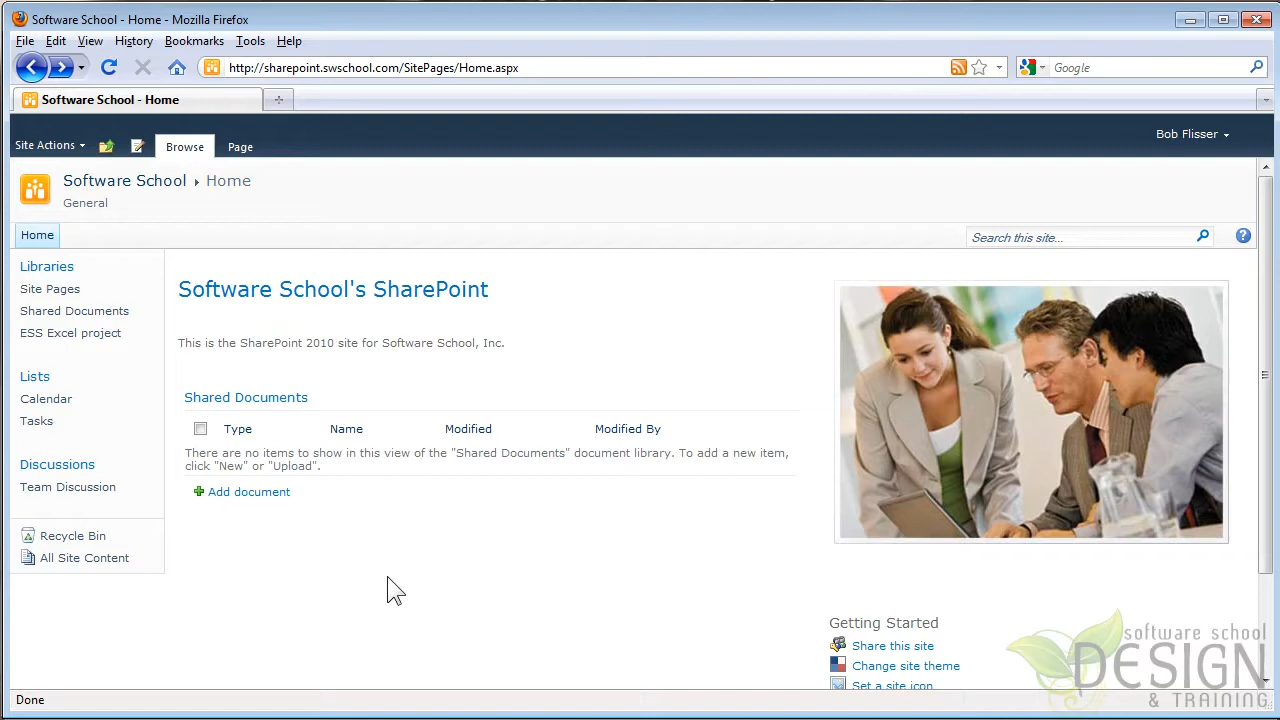 Software School - Home - Mozilla Firefox
File Edit View History Bookmarks Tools Help
http://sharepoint.swschool.com/SitePages/Home.aspx
Google
Software School - Home
Site Actions
Browse
Page
Bob Flisser
Software School
Home
General
Home
Search this site...
Libraries
Site Pages
Shared Documents
ESS Excel project
Lists
Calendar
Tasks
Discussions
Team Discussion
Recycle Bin
All Site Content
Software School's SharePoint
This is the SharePoint 2010 site for Software School, Inc.
Shared Documents
Type Name Modified Modified By
There are no items to show in this view of the "Shared Documents" document library. To add a new item,
click "New" or "Upload".
Add document
Getting Started
Share this site
Change site theme
Set a site icon
software school
DESIGN
& TRAINING
Done